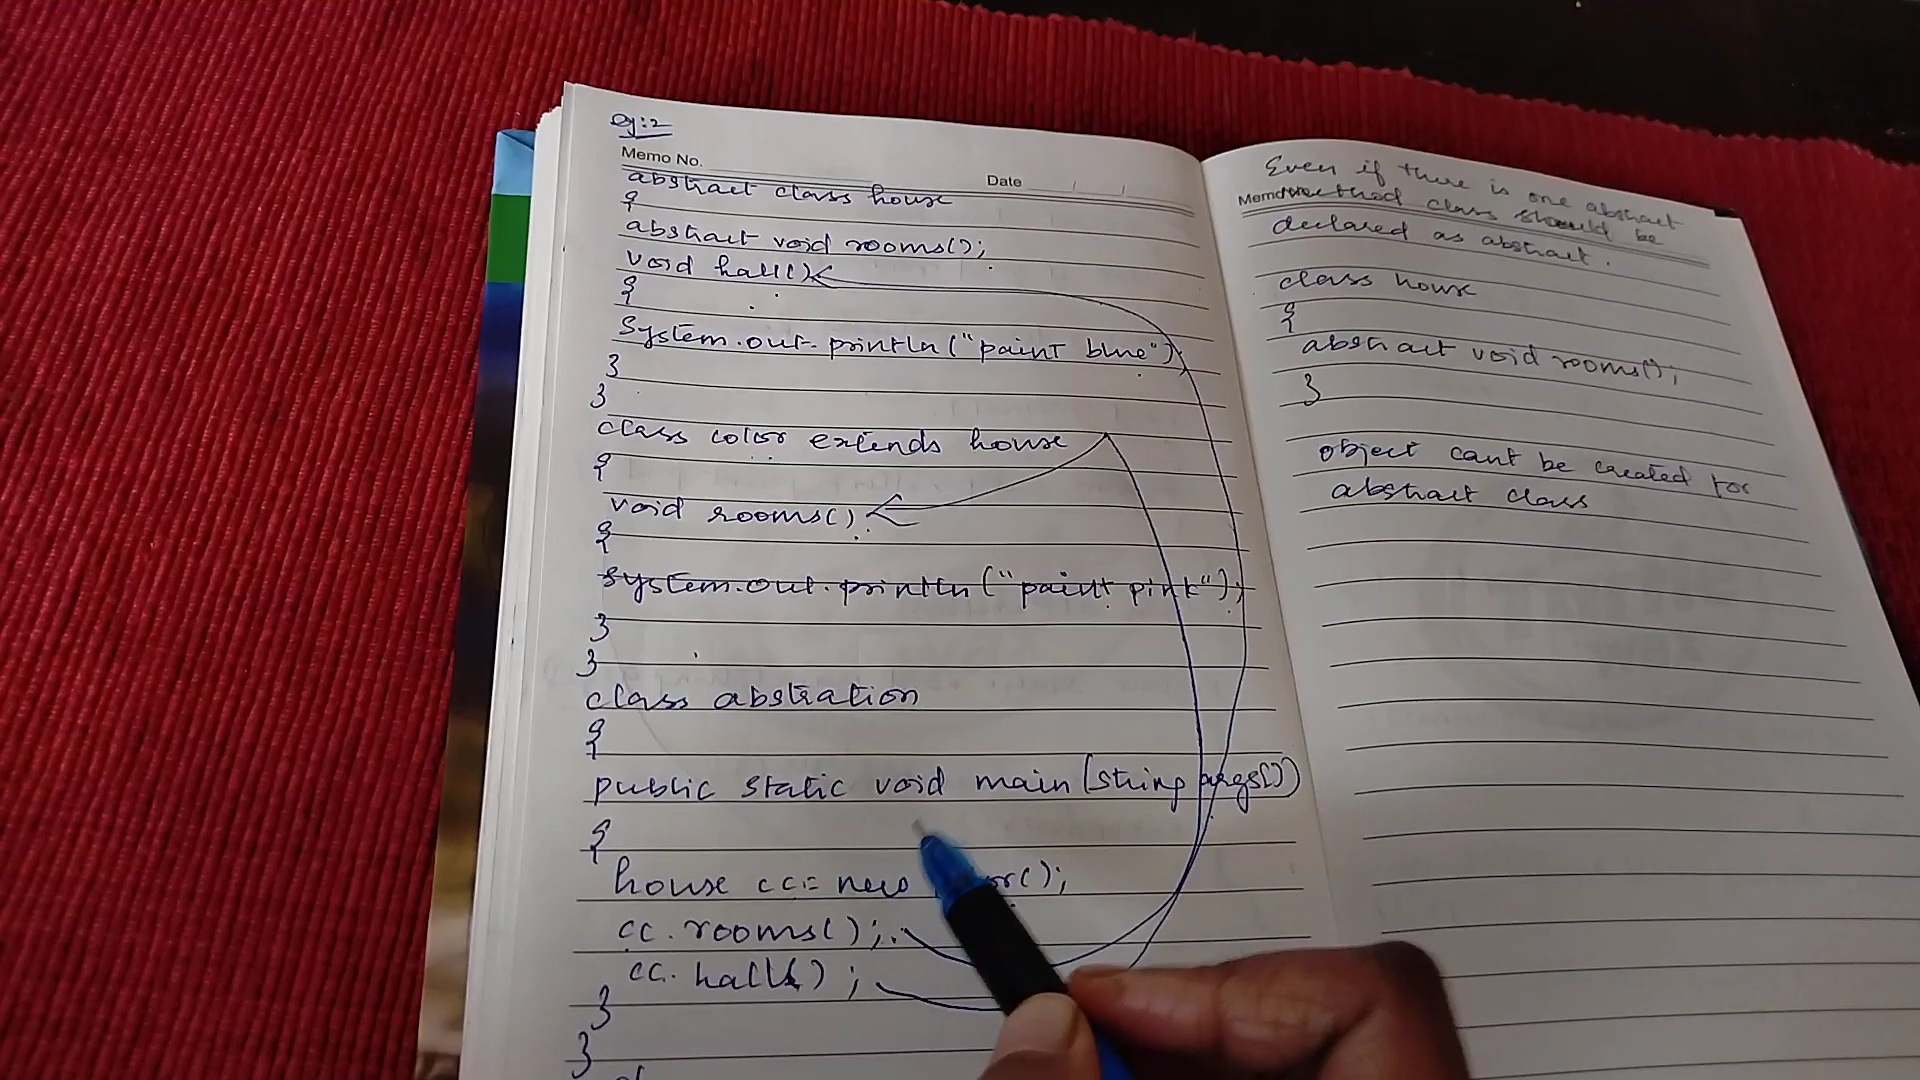 eg:2
Memo No.
Date
abstract class house
{
abstract void rooms();
void hall()
{
System.out.println("paint blue");
}
}
class color extends house
{
void rooms()
{
System.out.println("paint pink");
}
}
class abstration
{
public static void main(string args[])
{
house cc= new or();
cc.rooms();
cc.hall();
}
}
Even if there is one abstract
method class should be
declared as abstract.
class house
{
abstract void rooms();
}
object cant be created for
abstract class